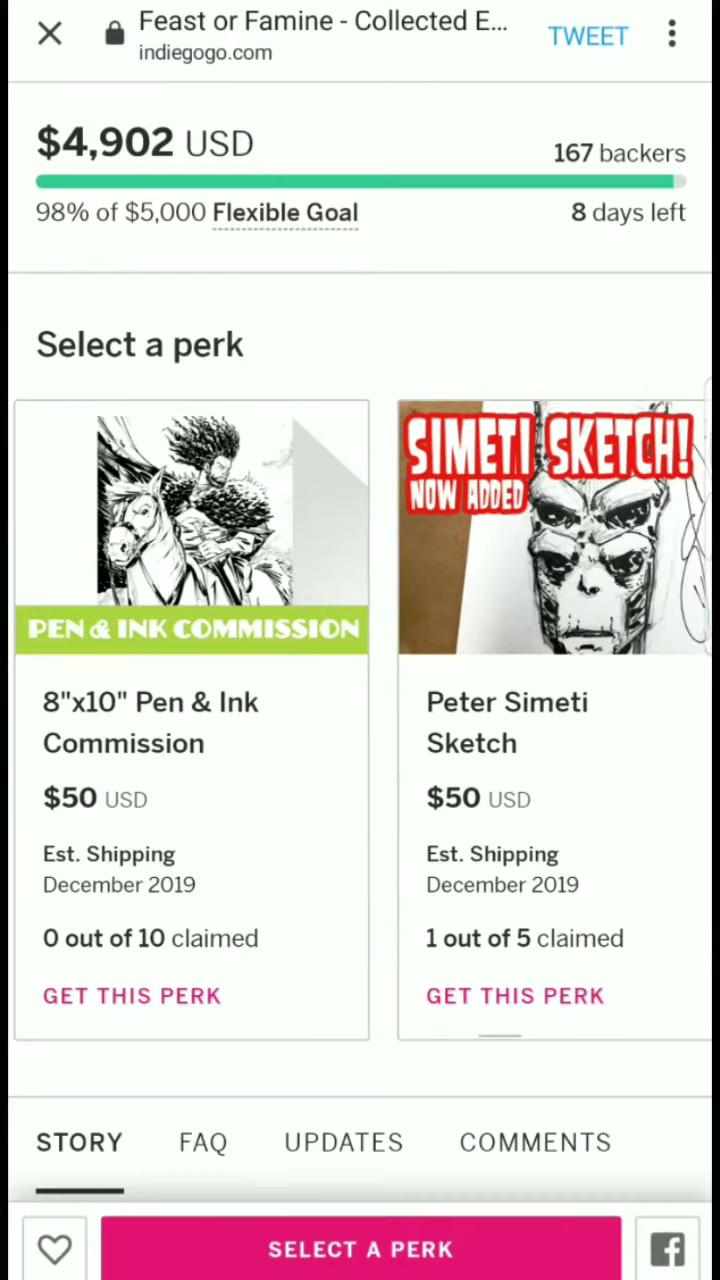 Feast or Famine - Collected E...
indiegogo.com
TWEET
$4,902 USD
167 backers
98% of $5,000 Flexible Goal
8 days left
Select a perk
PEN & INK COMMISSION
8"x10" Pen & Ink
Commission
$50 USD
Est. Shipping
December 2019
0 out of 10 claimed
GET THIS PERK
SIMETI SKETCH!
NOW ADDED
Peter Simeti
Sketch
$50 USD
Est. Shipping
December 2019
1 out of 5 claimed
GET THIS PERK
STORY
FAQ
UPDATES
COMMENTS
SELECT A PERK